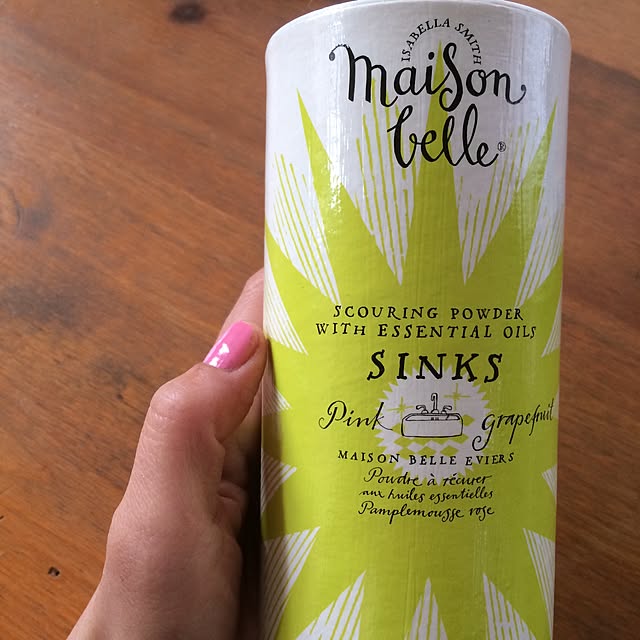 ISABELLA SMITH
maison
belle®
SCOURING POWDER
WITH ESSENTIAL OILS
SINKS
Pink grapefruit
MAISON BELLE EVIERS
Poudre à récurer
aux huiles essentielles
Pamplemousse rose